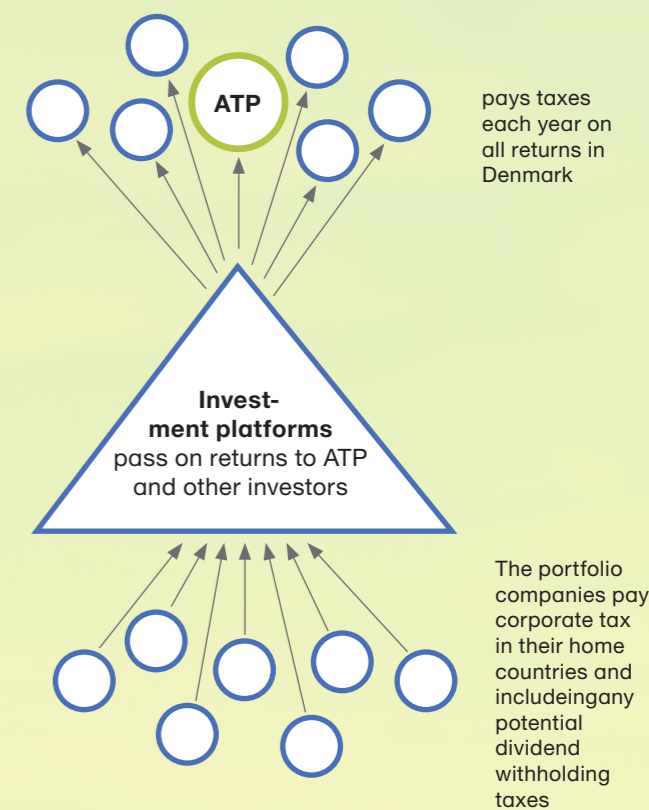 ATP
pays taxes
each year on
all returns in
Denmark
Invest-
ment platforms
pass on returns to ATP
and other investors
The portfolio
companies pay
corporate tax
in their home
countries and
includeingany
potential
dividend
withholding
taxes